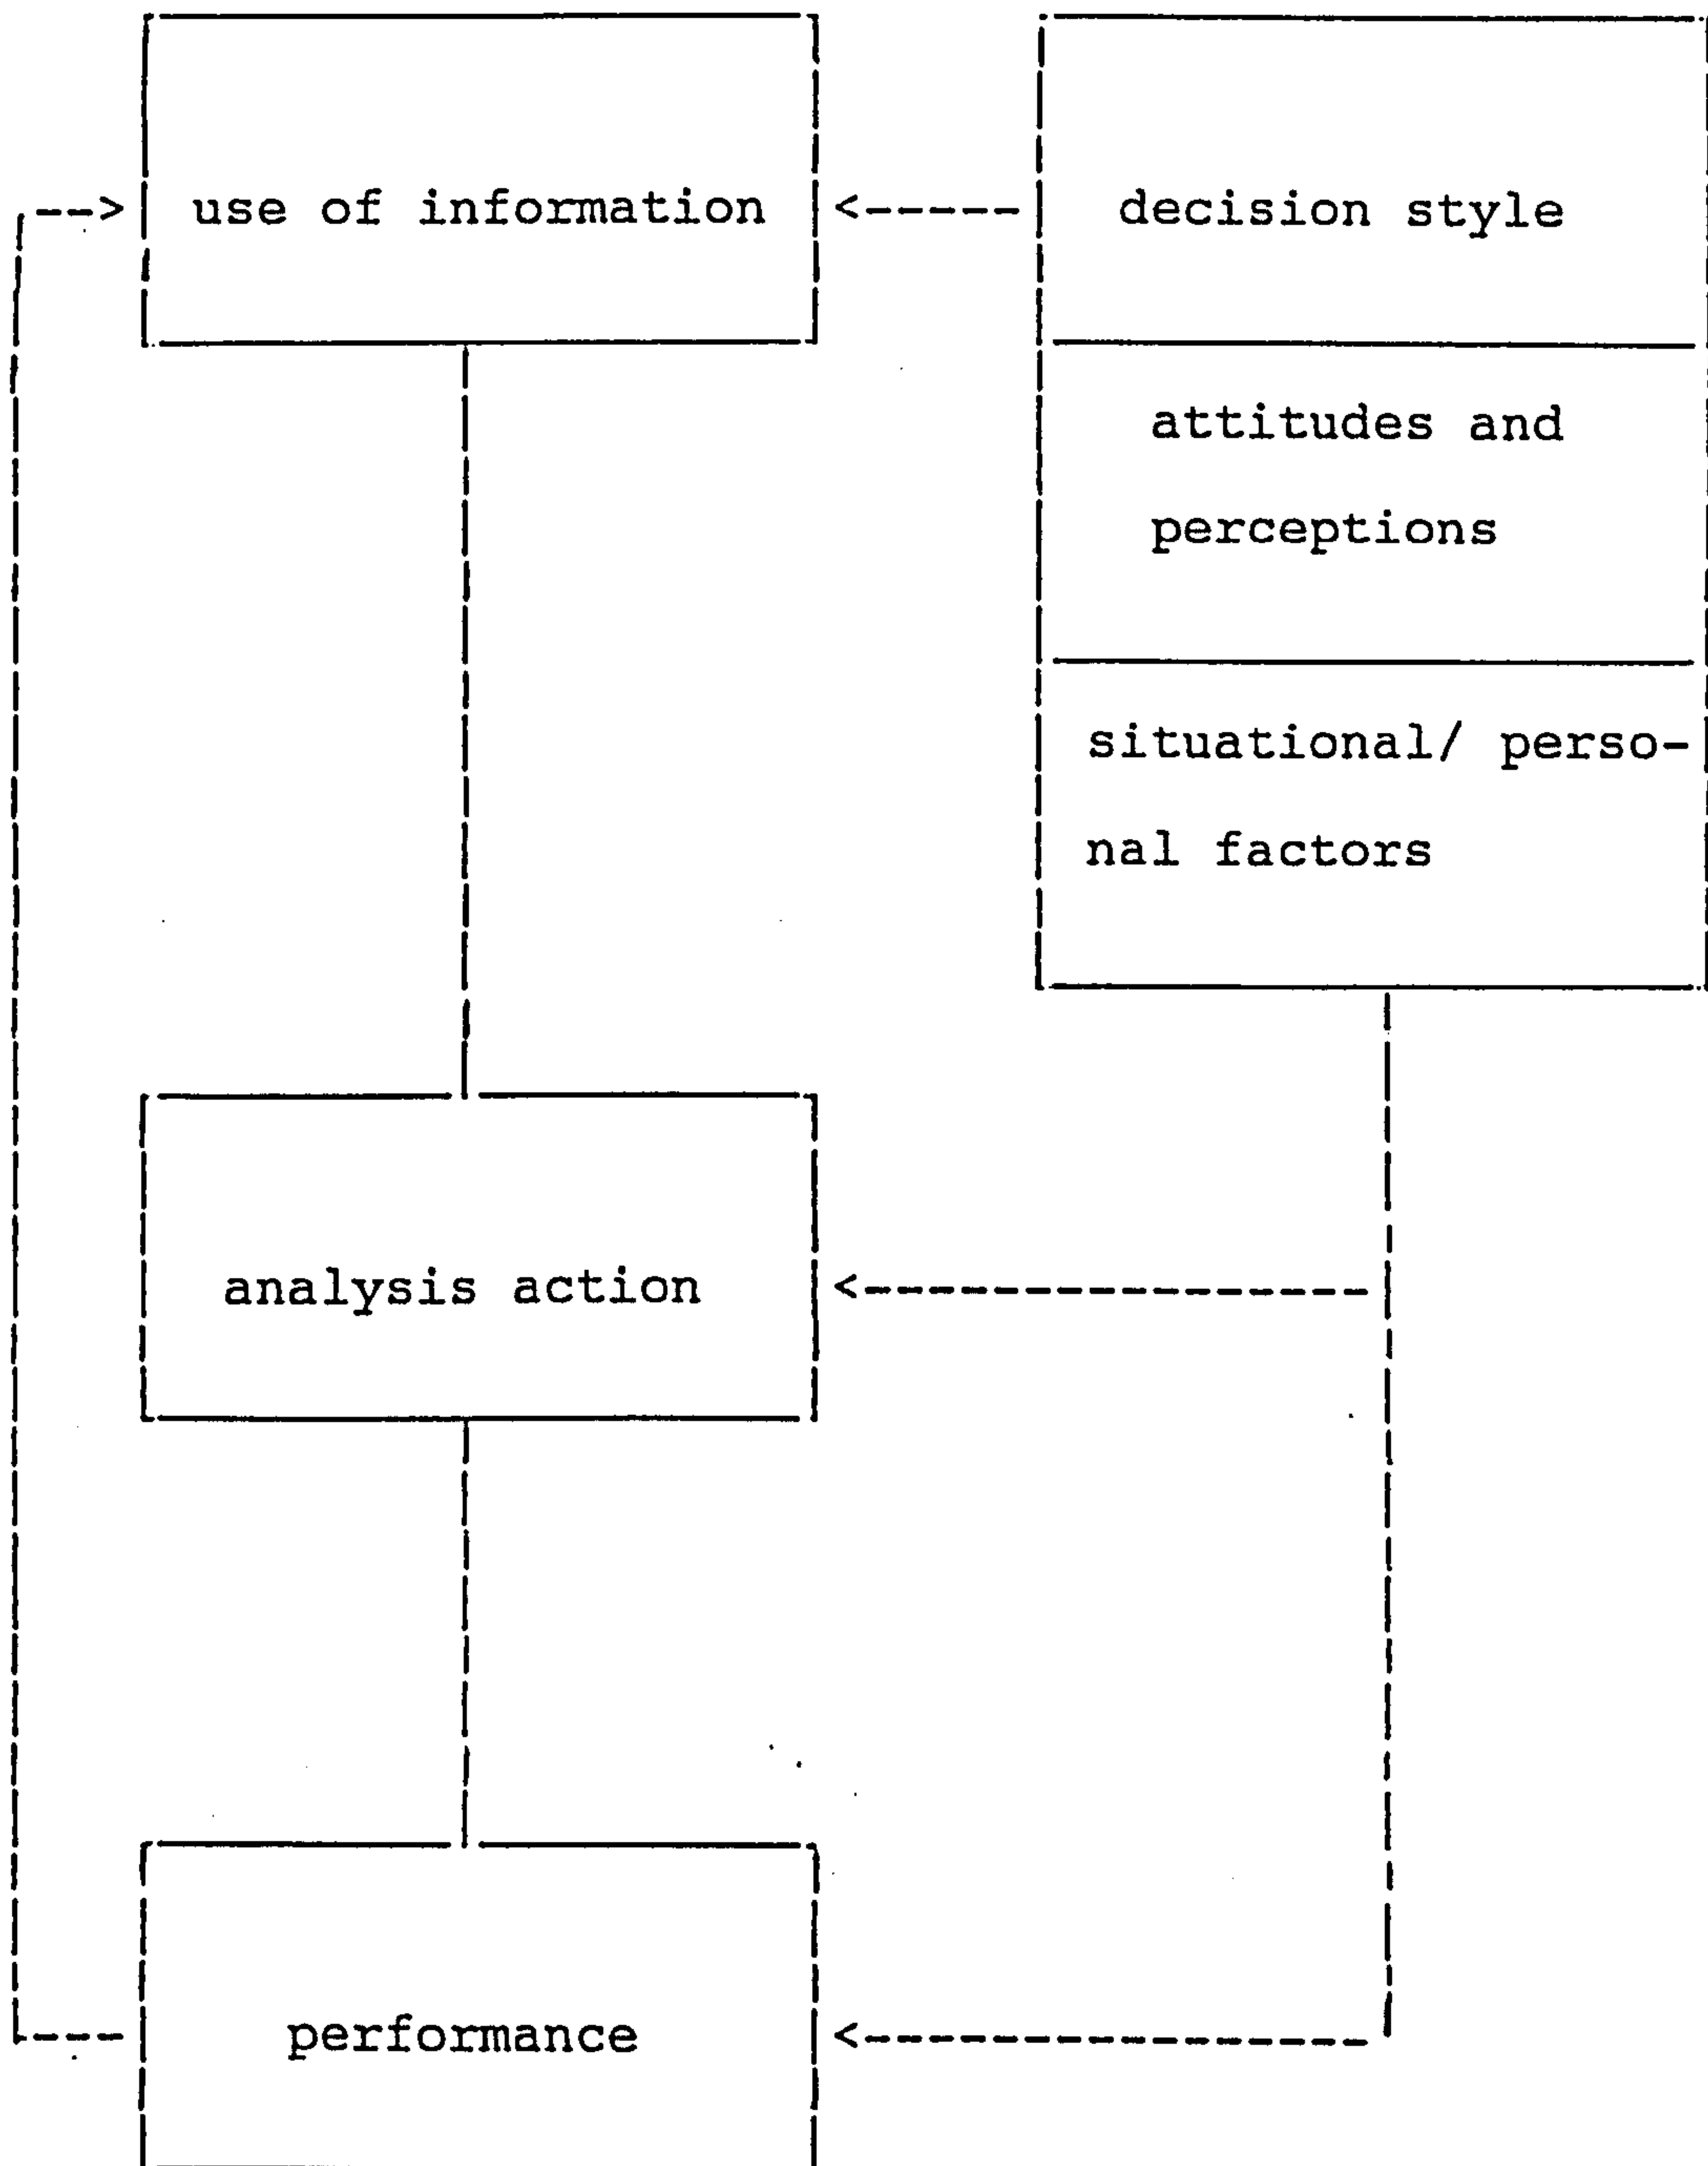 use of information
decision style
attitudes and
perceptions
situational/ perso-
nal factors
analysis action
performance